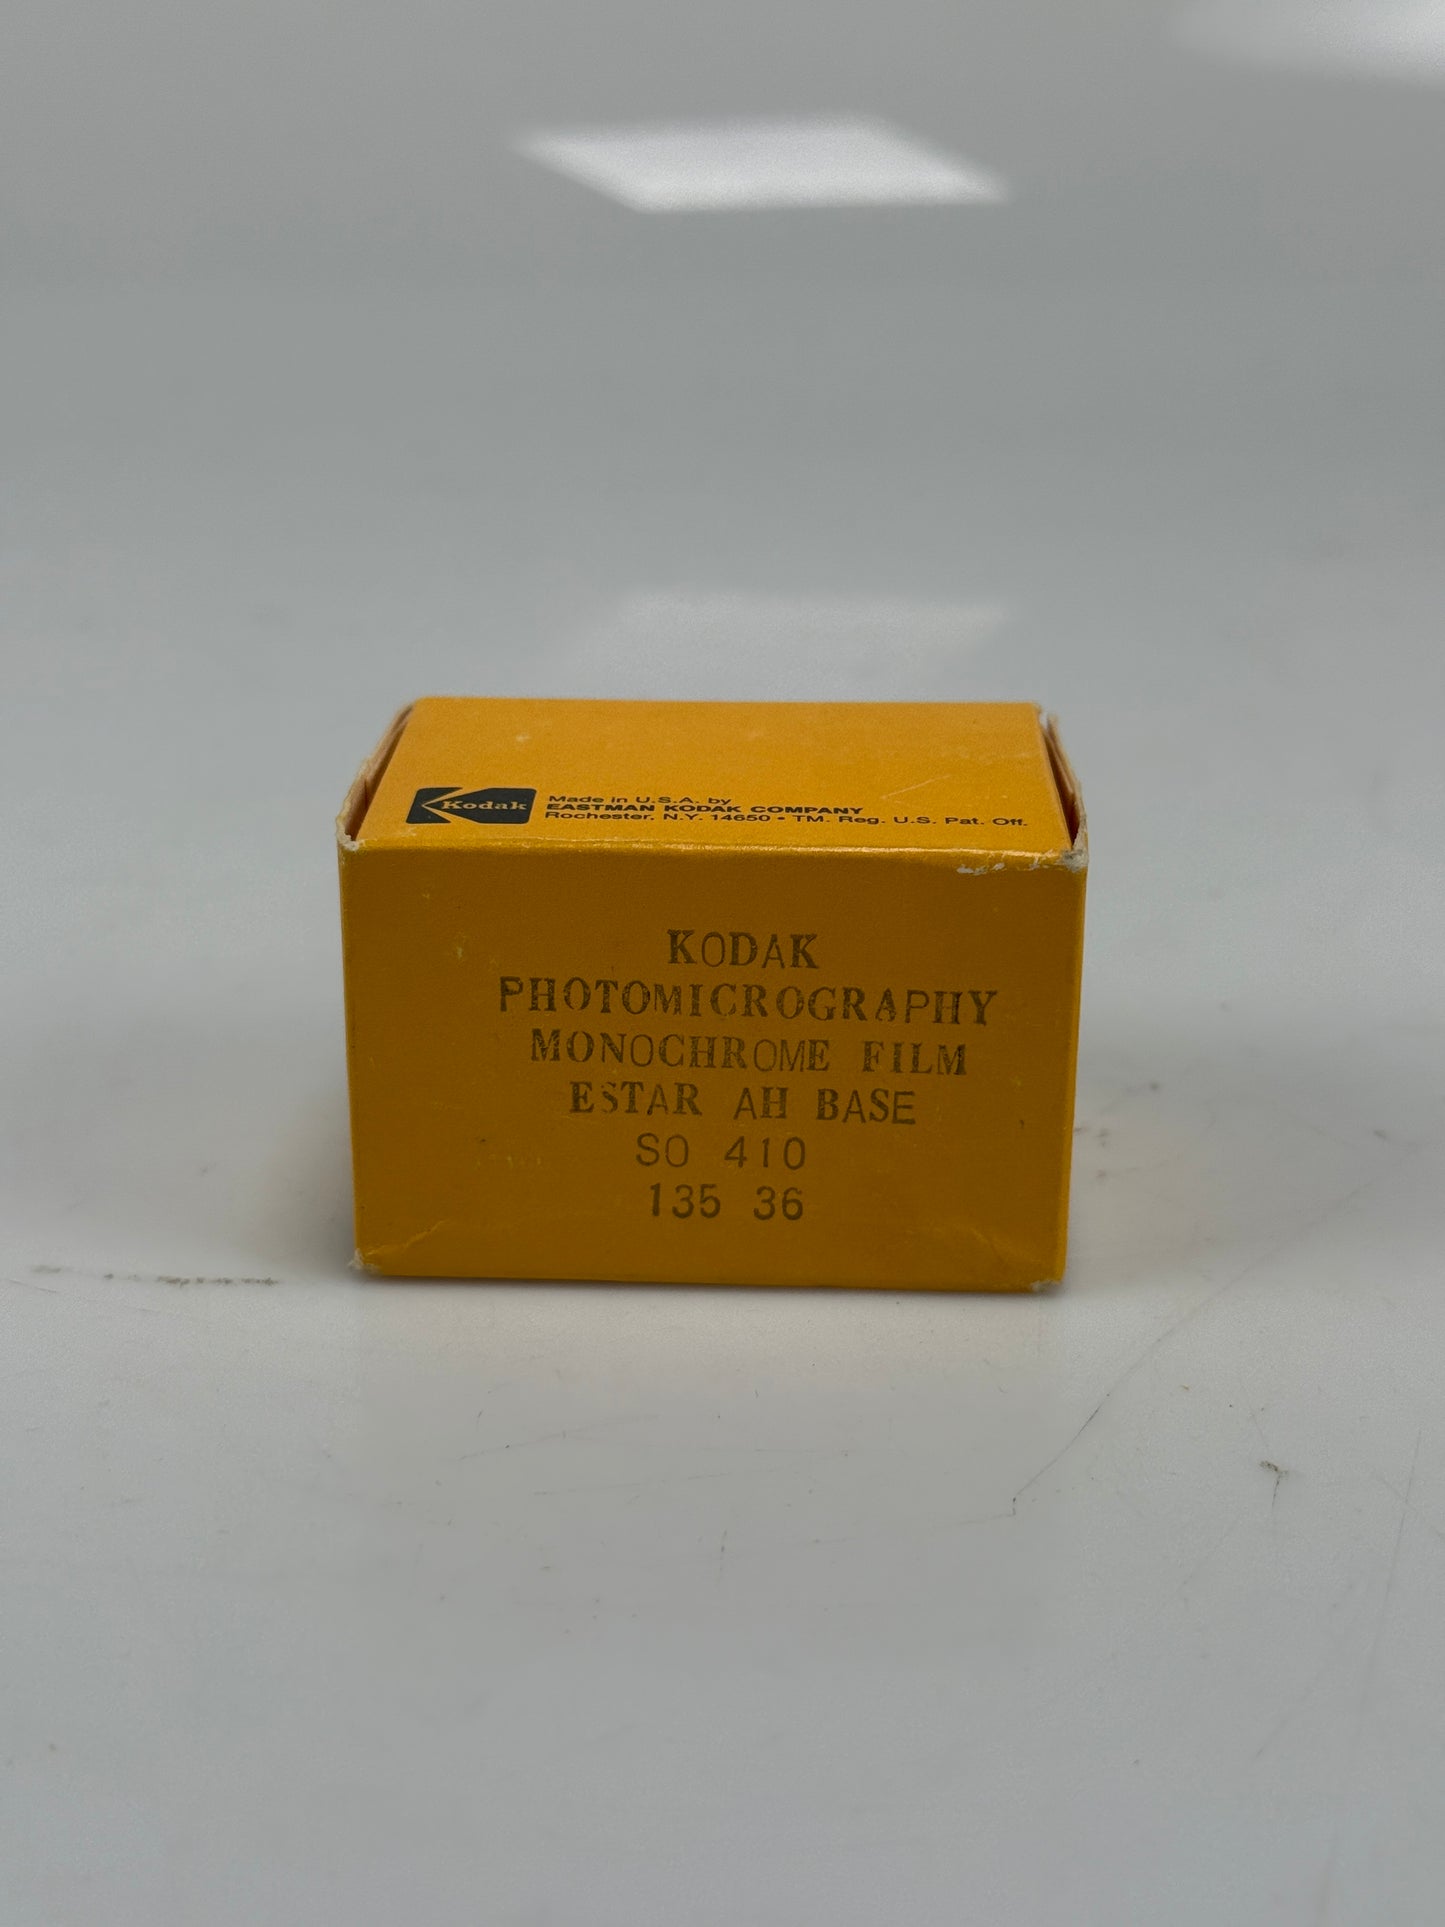 Kodak
Made in U.S.A. by
EASTMAN KODAK COMPANY
Rochester, N.Y. 14650 • TM. Reg. U.S. Pat. Off.
KODAK
PHOTOMICROGRAPHY
MONOCHROME FILM
ESTAR AH BASE
SO 410
135 36